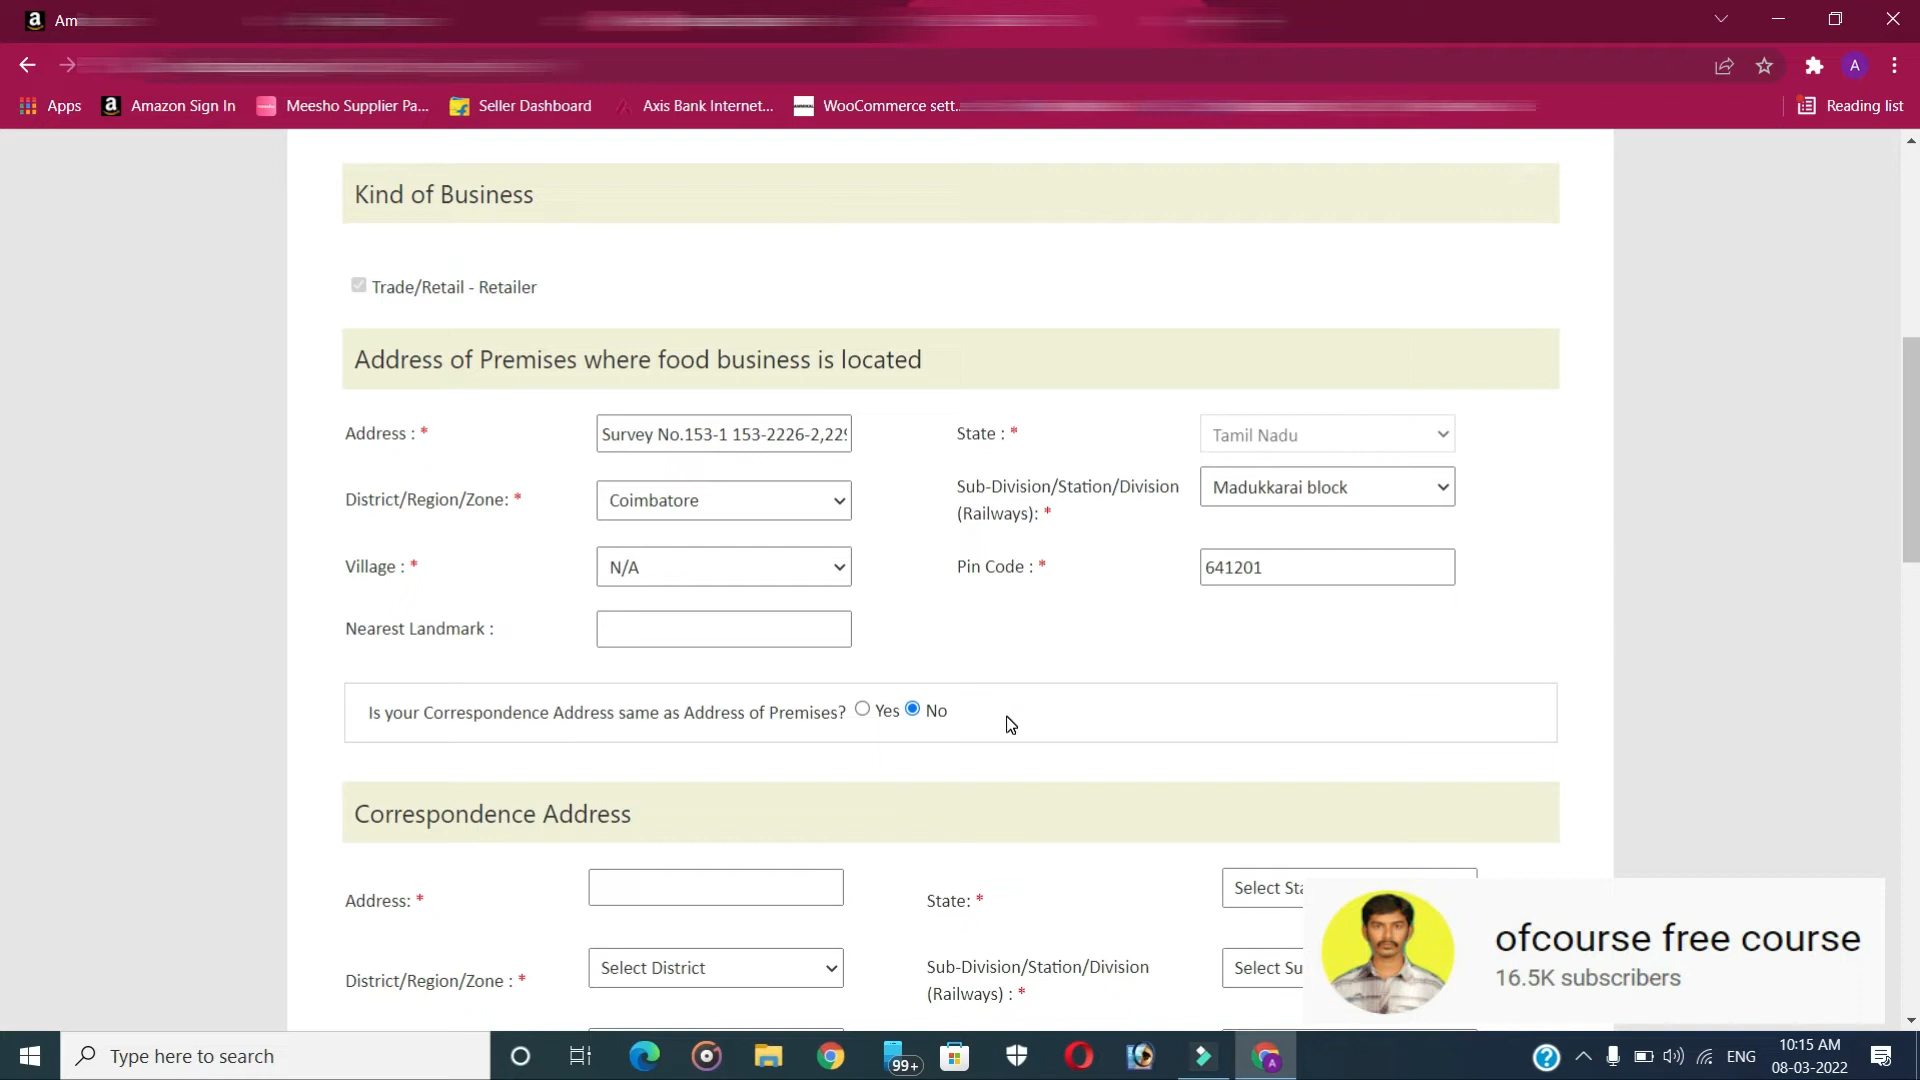 a Am
Apps a Amazon Sign In Meesho Supplier Pa... Seller Dashboard Axis Bank Internet... WooCommerce sett.. Reading list
A
Kind of Business
Trade/Retail - Retailer
Address of Premises where food business is located
Address : * Survey No.153-1 153-2226-2,229 State : * Tamil Nadu
District/Region/Zone: * Coimbatore Sub-Division/Station/Division (Railways): * Madukkarai block
Village : * N/A Pin Code : * 641201
Nearest Landmark :
Is your Correspondence Address same as Address of Premises? Yes No
Correspondence Address
Address: * State: * Select Sta
District/Region/Zone : * Select District Sub-Division/Station/Division (Railways) : * Select Su
ofcourse free course
16.5K subscribers
Type here to search 99+ ENG 10:15 AM
08-03-2022